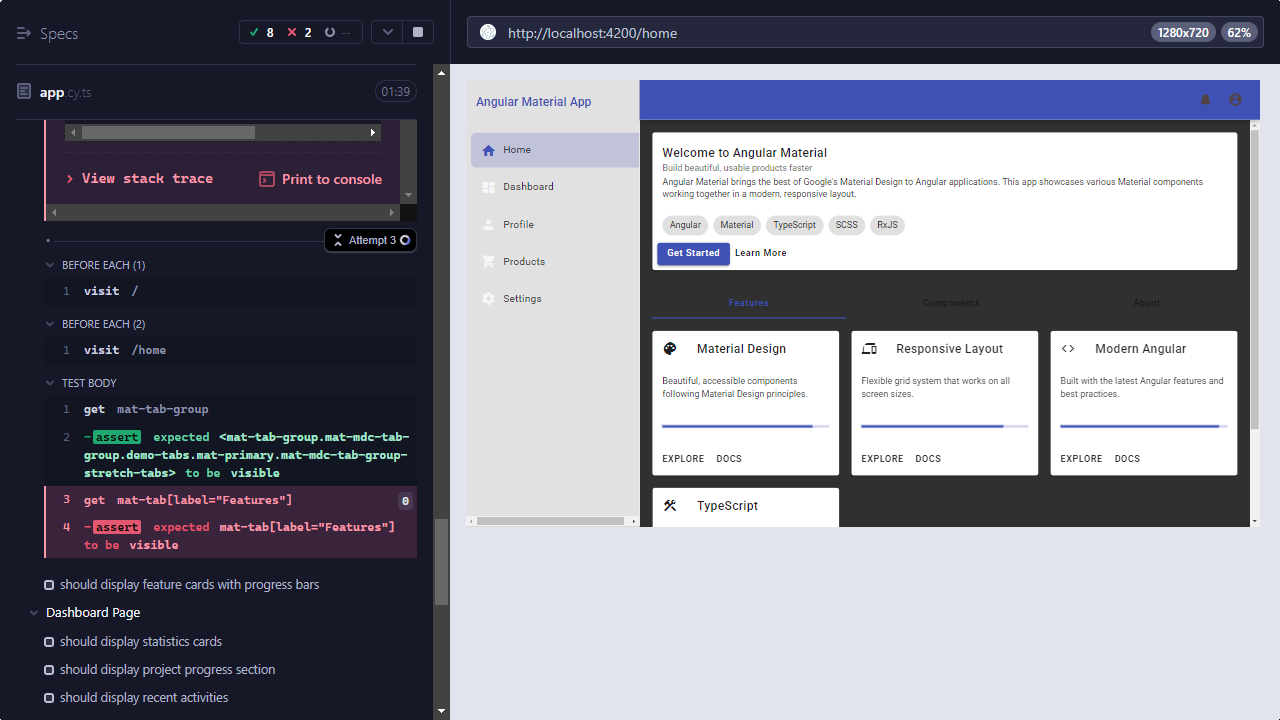 Specs
8
2
--
app.cy.ts
01:39
View stack trace
Print to console
Attempt 3
BEFORE EACH (1)
1 visit /
BEFORE EACH (2)
1 visit /home
TEST BODY
1 get mat-tab-group
2 -assert expected <mat-tab-group.mat-mdc-tab-
group.demo-tabs.mat-primary.mat-mdc-tab-group-
stretch-tabs> to be visible
3 get mat-tab[label="Features"] 0
4 -assert expected mat-tab[label="Features"]
to be visible
should display feature cards with progress bars
Dashboard Page
should display statistics cards
should display project progress section
should display recent activities
http://localhost:4200/home
1280x720
62%
Angular Material App
Home
Dashboard
Profile
Products
Settings
Welcome to Angular Material
Build beautiful, usable products faster
Angular Material brings the best of Google's Material Design to Angular applications. This app showcases various Material components
working together in a modern, responsive layout.
Angular Material TypeScript SCSS RxJS
Get Started Learn More
Features Components About
Material Design
Beautiful, accessible components
following Material Design principles.
EXPLORE DOCS
Responsive Layout
Flexible grid system that works on all
screen sizes.
EXPLORE DOCS
Modern Angular
Built with the latest Angular features and
best practices.
EXPLORE DOCS
TypeScript